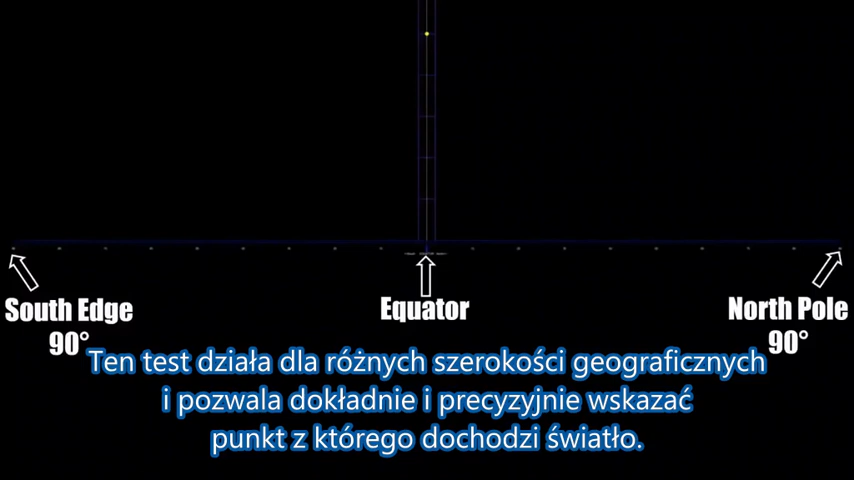 South Edge
90°
Equator
North Pole
90°
Ten test działa dla różnych szerokości geograficznych
i pozwala dokładnie i precyzyjnie wskazać
punkt z którego dochodzi światło.